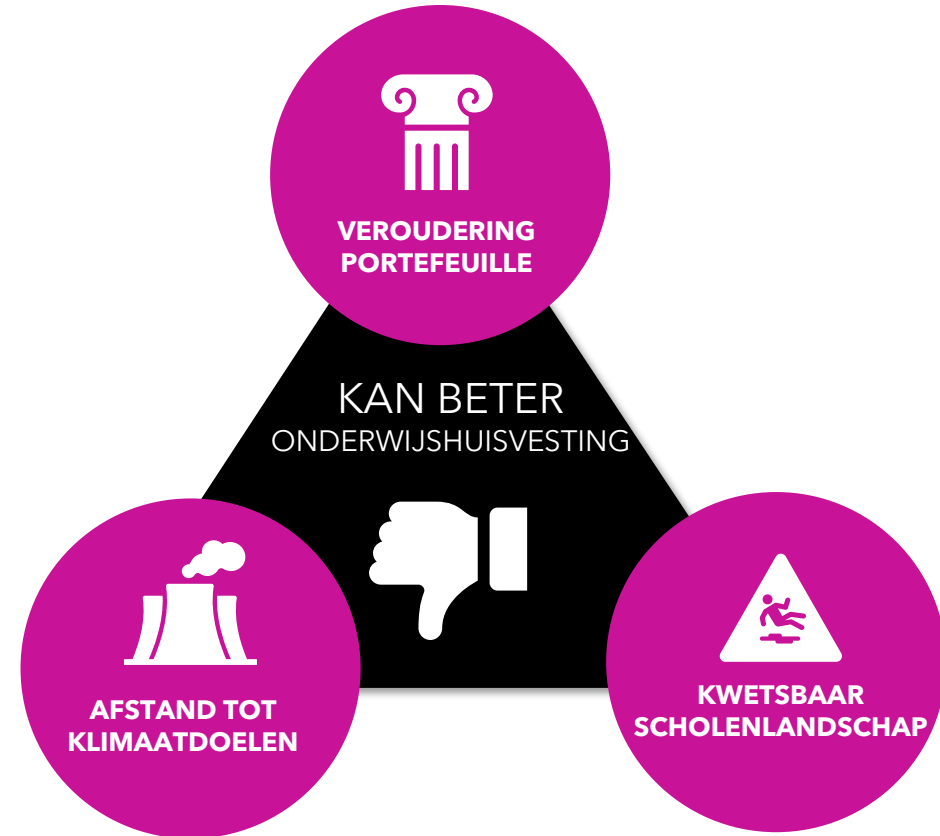 VEROUDERING
PORTEFEUILLE
KAN BETER
ONDERWIJSHUISVESTING
AFSTAND TOT
KLIMAATDOELEN
KWETSBAAR
SCHOLENLANDSCHAP